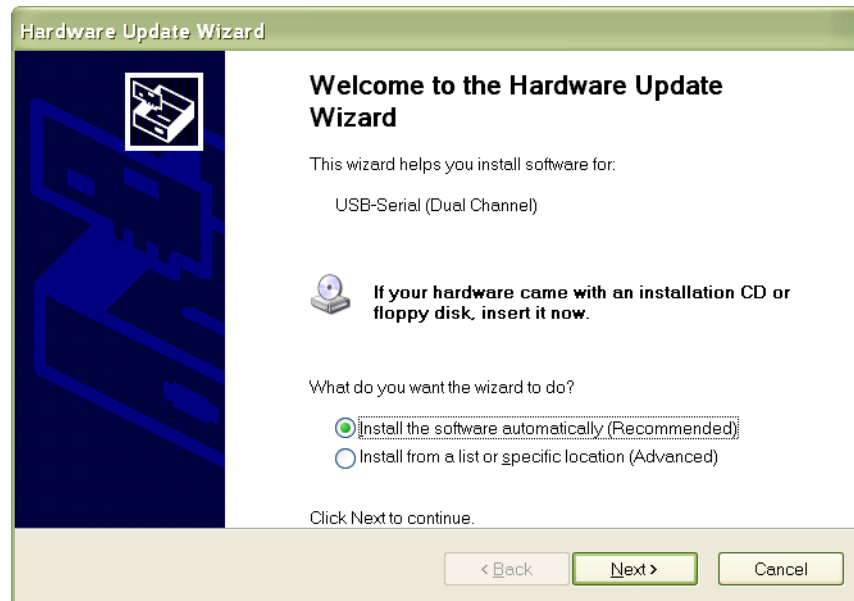 Hardware Update Wizard
Welcome to the Hardware Update
Wizard
This wizard helps you install software for:
USB-Serial (Dual Channel)
If your hardware came with an installation CD or
floppy disk, insert it now.
What do you want the wizard to do?
Install the software automatically (Recommended)
Install from a list or specific location (Advanced)
Click Next to continue.
< Back Next > Cancel